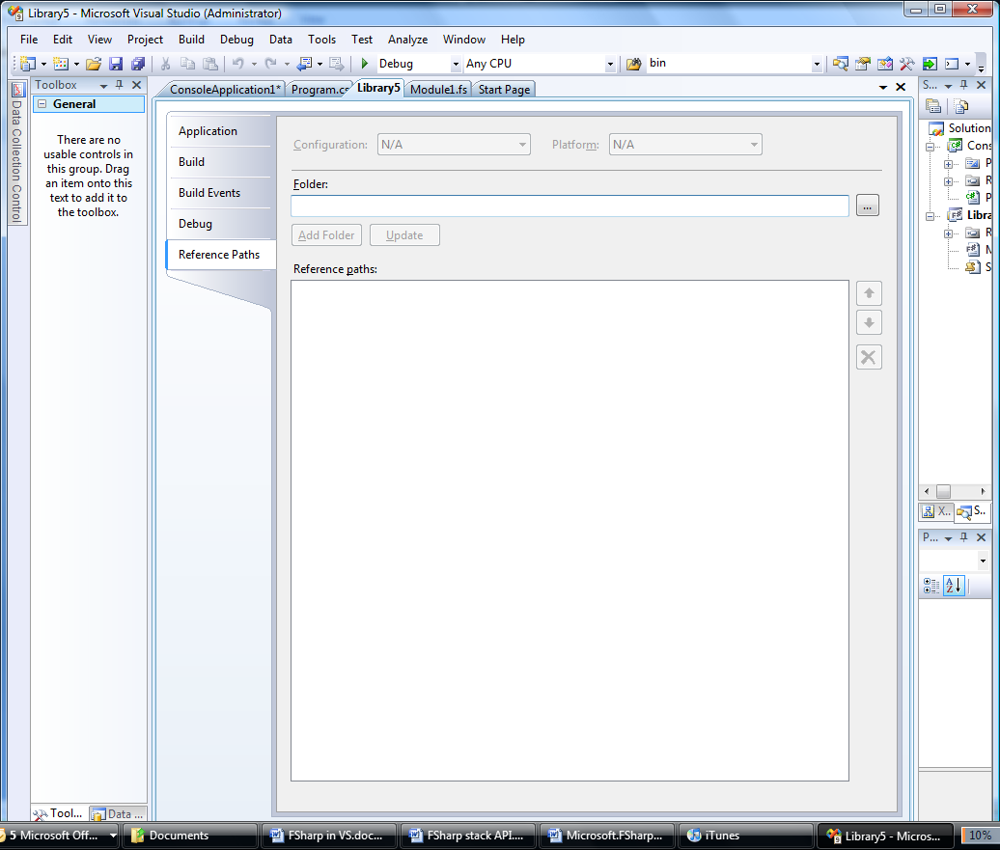 Library5 - Microsoft Visual Studio (Administrator)
File Edit View Project Build Debug Data Tools Test Analyze Window Help
Debug Any CPU bin
Toolbox
ConsoleApplication1* Program.cs Library5 Module1.fs Start Page
S...
Data Collection Control
General
There are no
usable controls in
this group. Drag
an item onto this
text to add it to
the toolbox.
Application
Build
Build Events
Debug
Reference Paths
Configuration: N/A Platform: N/A
Folder:
...
Add Folder Update
Reference paths:
Solution
Cons
P
R
P
Libra
R
M
S
X.. S..
P...
Tool... Data ...
5 Microsoft Off... Documents FSharp in VS.doc... FSharp stack API.... Microsoft.FSharp... iTunes Library5 - Micros... 10%